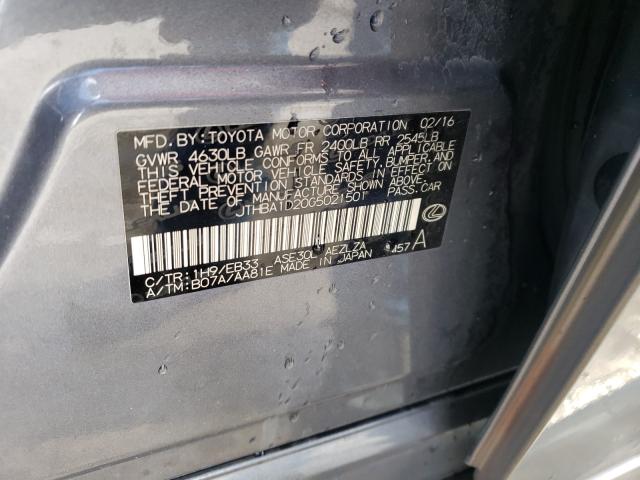 MFD. BY: TOYOTA MOTOR CORPORATION 02/16
GVWR 4630LB GAWR FR 2400LB RR 2545LB
THIS VEHICLE CONFORMS TO ALL APPLICABLE
FEDERAL MOTOR VEHICLE SAFETY, BUMPER, AND
THEFT PREVENTION STANDARDS IN EFFECT ON
THE DATE OF MANUFACTURE SHOWN ABOVE.
JTHBA1D20G5021501 PASS. CAR
C/TR: 1H9/EB33 ASE30L AEZLZA 457 A
A/TM: B07A/AA81E MADE IN JAPAN